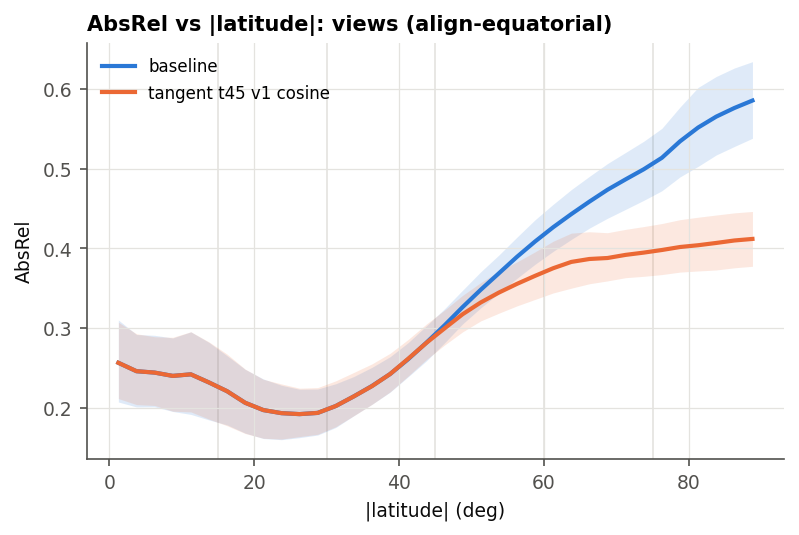 AbsRel vs |latitude|: views (align-equatorial)
baseline
tangent t45 v1 cosine
0.6
0.5
0.4
0.3
0.2
AbsRel
0 20 40 60 80
|latitude| (deg)